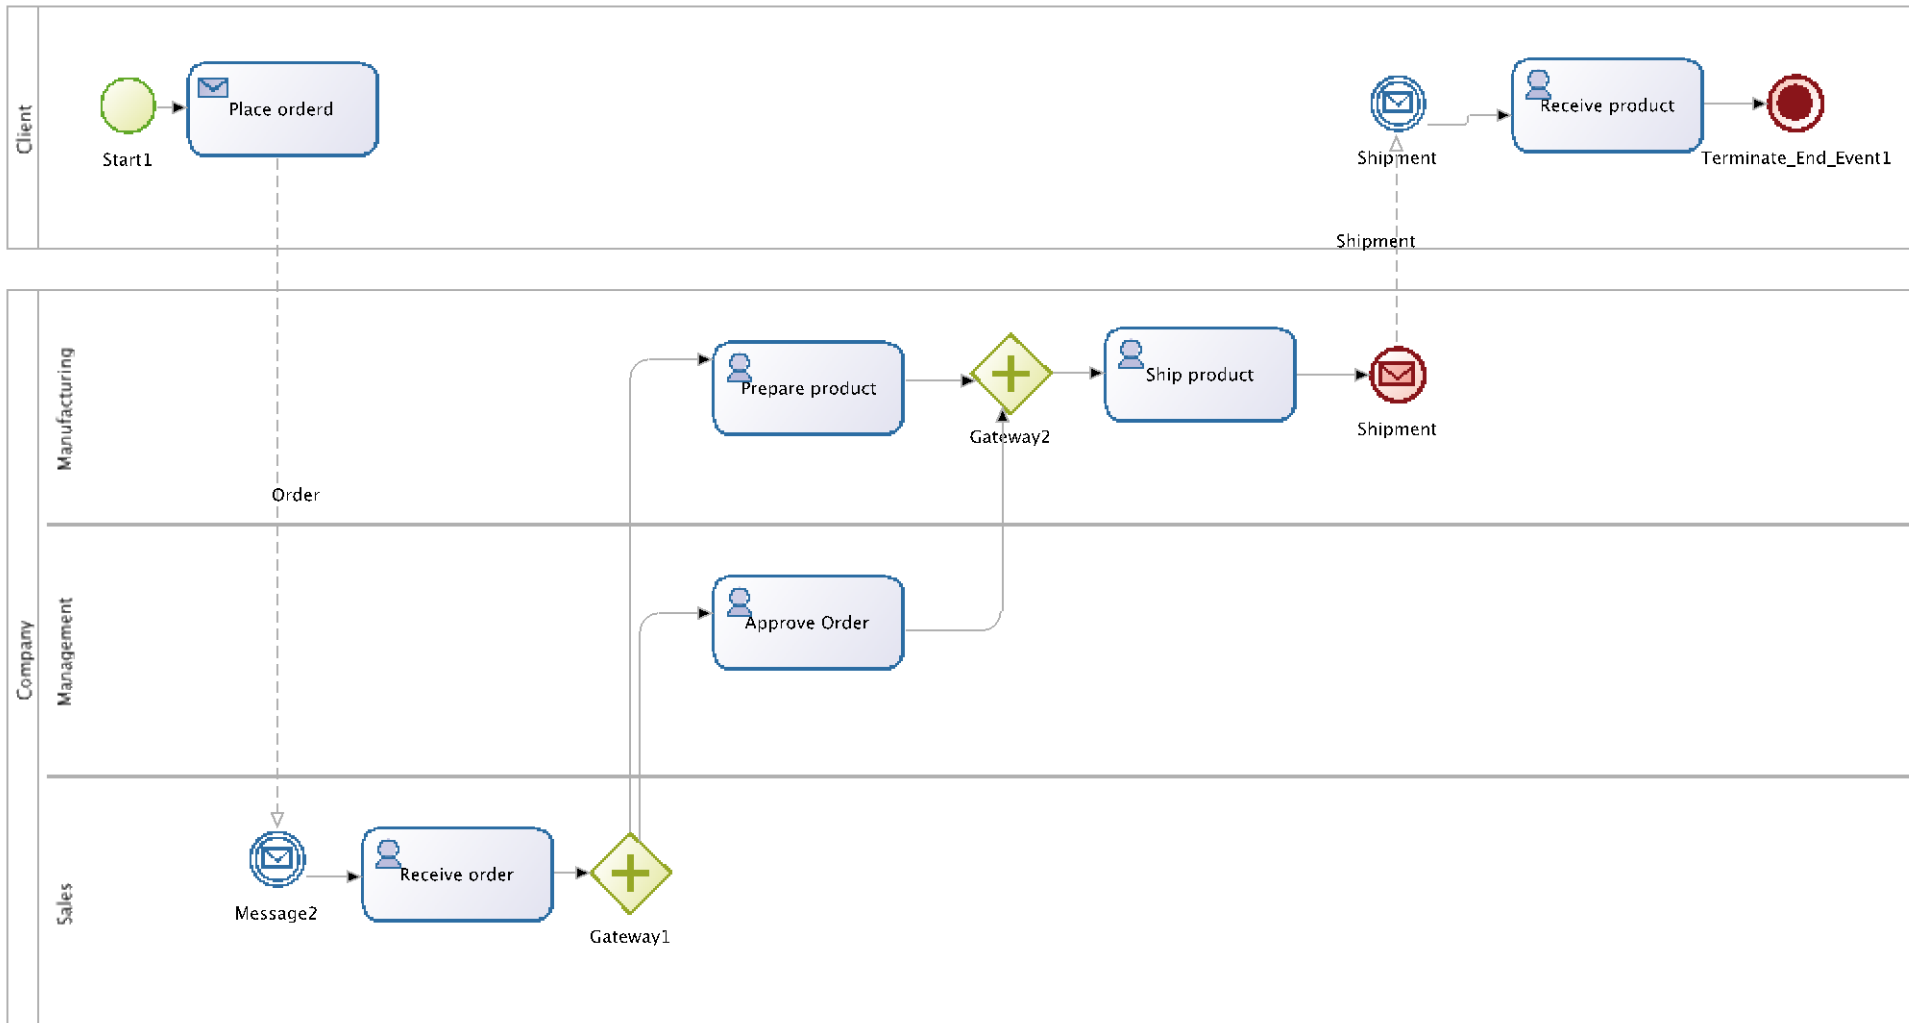 Client
Start1
Place orderd
Shipment
Receive product
Terminate_End_Event1
Shipment
Company
Manufacturing
Prepare product
Gateway2
Ship product
Shipment
Order
Management
Approve Order
Sales
Message2
Receive order
Gateway1